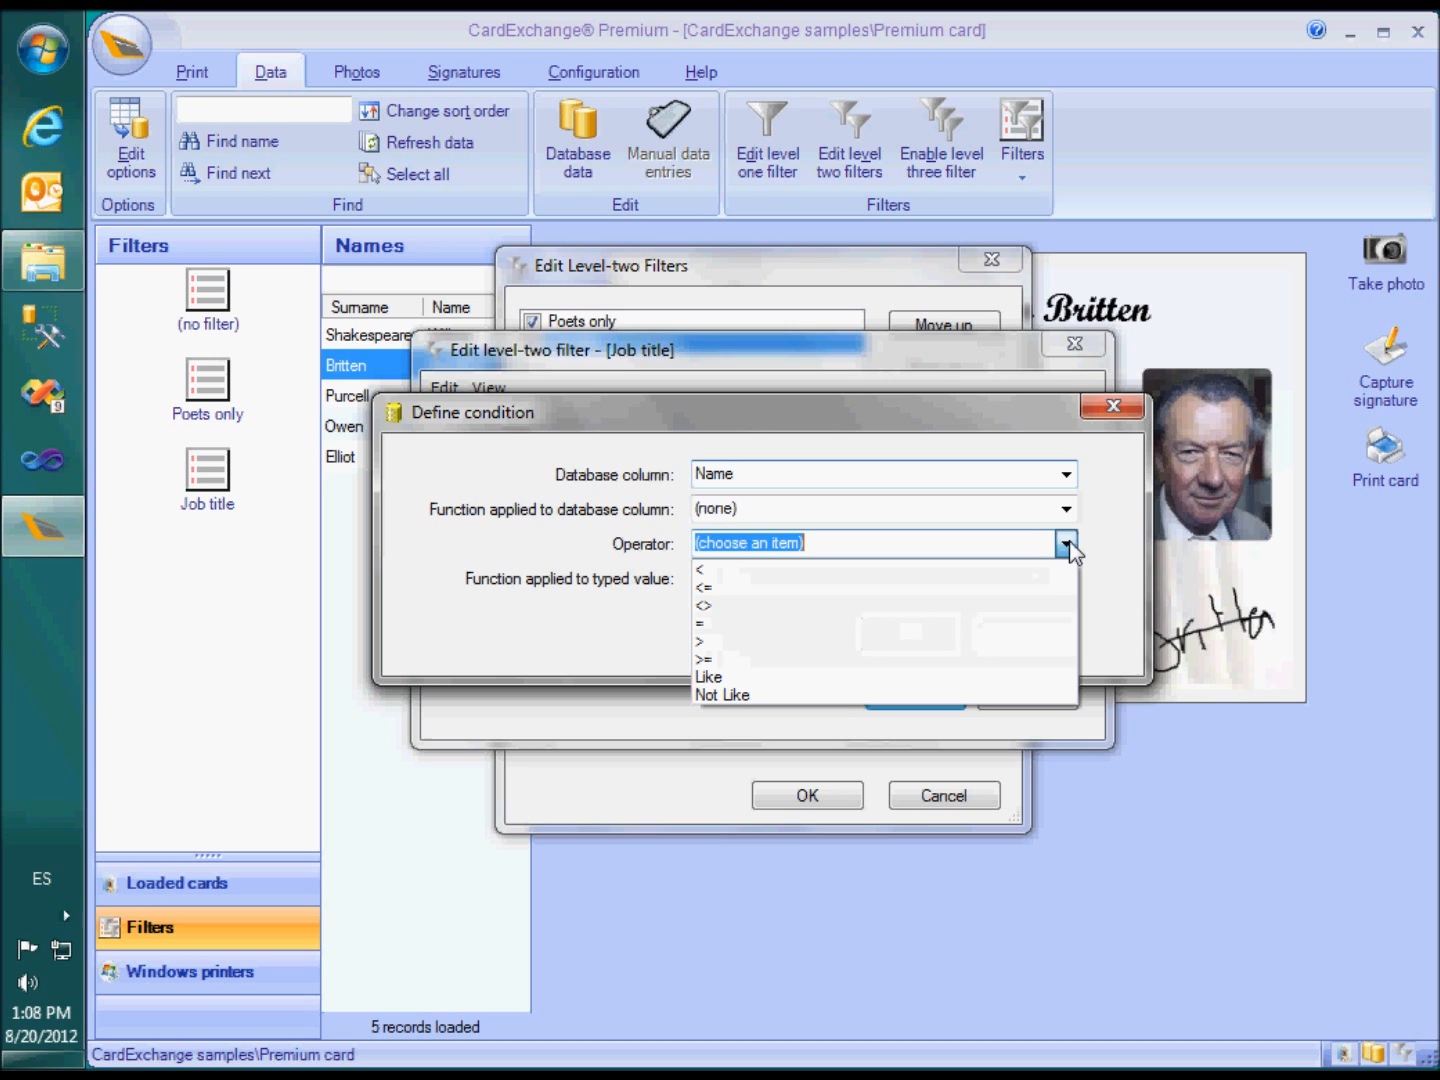 CardExchange® Premium - [CardExchange samples\Premium card]
Print
Data
Photos
Signatures
Configuration
Help
Edit options
Find name
Find next
Change sort order
Refresh data
Select all
Database data
Manual data entries
Edit level one filter
Edit level two filters
Enable level three filter
Filters
Options
Find
Edit
Filters
Filters
(no filter)
Poets only
Job title
Names
Surname
Name
Shakespeare
Britten
Purcell
Owen
Elliot
5 records loaded
Edit Level-two Filters
Poets only
Move up
Edit level-two filter - [Job title]
Edit View
Define condition
Database column: Name
Function applied to database column: (none)
Operator: (choose an item)
Function applied to typed value:
<
<=
<>
=
>
>=
Like
Not Like
OK
Cancel
Britten
Take photo
Capture signature
Print card
Loaded cards
Filters
Windows printers
CardExchange samples\Premium card
9
ES
1:08 PM
8/20/2012